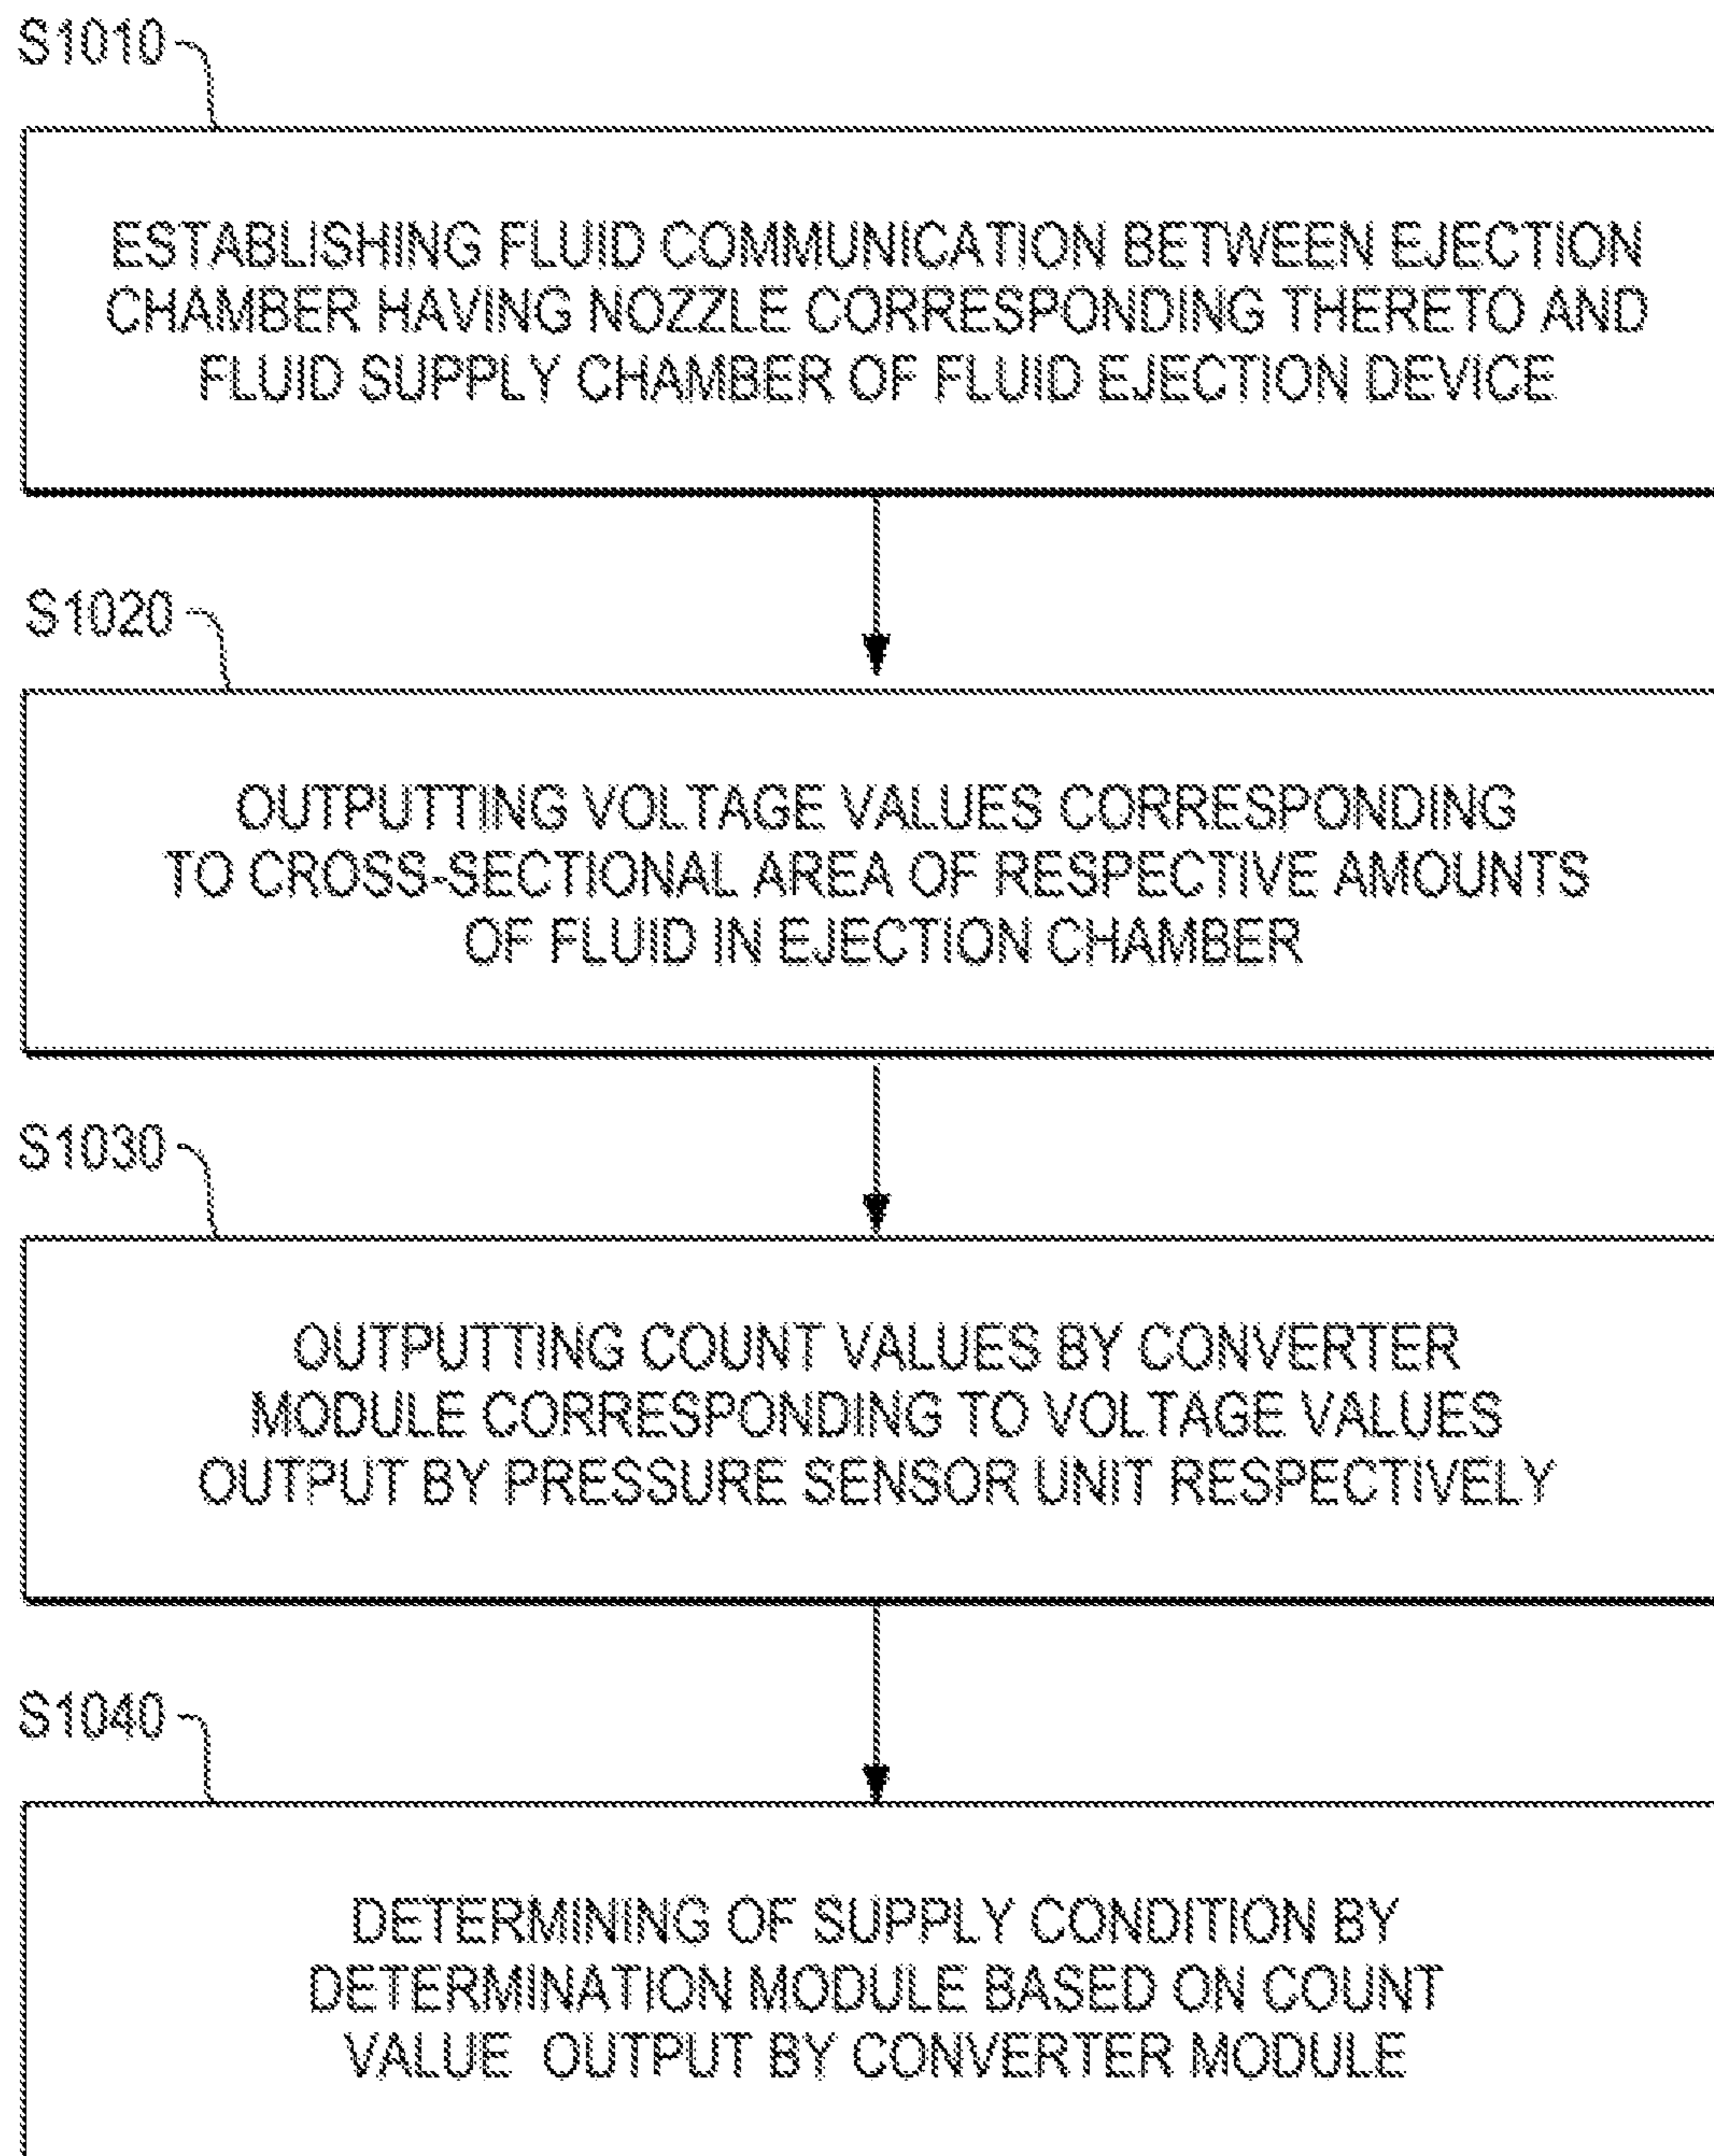 S1010
ESTABLISHING FLUID COMMUNICATION BETWEEN EJECTION
CHAMBER HAVING NOZZLE CORRESPONDING THERETO AND
FLUID SUPPLY CHAMBER OF FLUID EJECTION DEVICE
S1020
OUTPUTTING VOLTAGE VALUES CORRESPONDING
TO CROSS-SECTIONAL AREA OF RESPECTIVE AMOUNTS
OF FLUID IN EJECTION CHAMBER
S1030
OUTPUTTING COUNT VALUES BY CONVERTER
MODULE CORRESPONDING TO VOLTAGE VALUES
OUTPUT BY PRESSURE SENSOR UNIT RESPECTIVELY
S1040
DETERMINING OF SUPPLY CONDITION BY
DETERMINATION MODULE BASED ON COUNT
VALUE OUTPUT BY CONVERTER MODULE